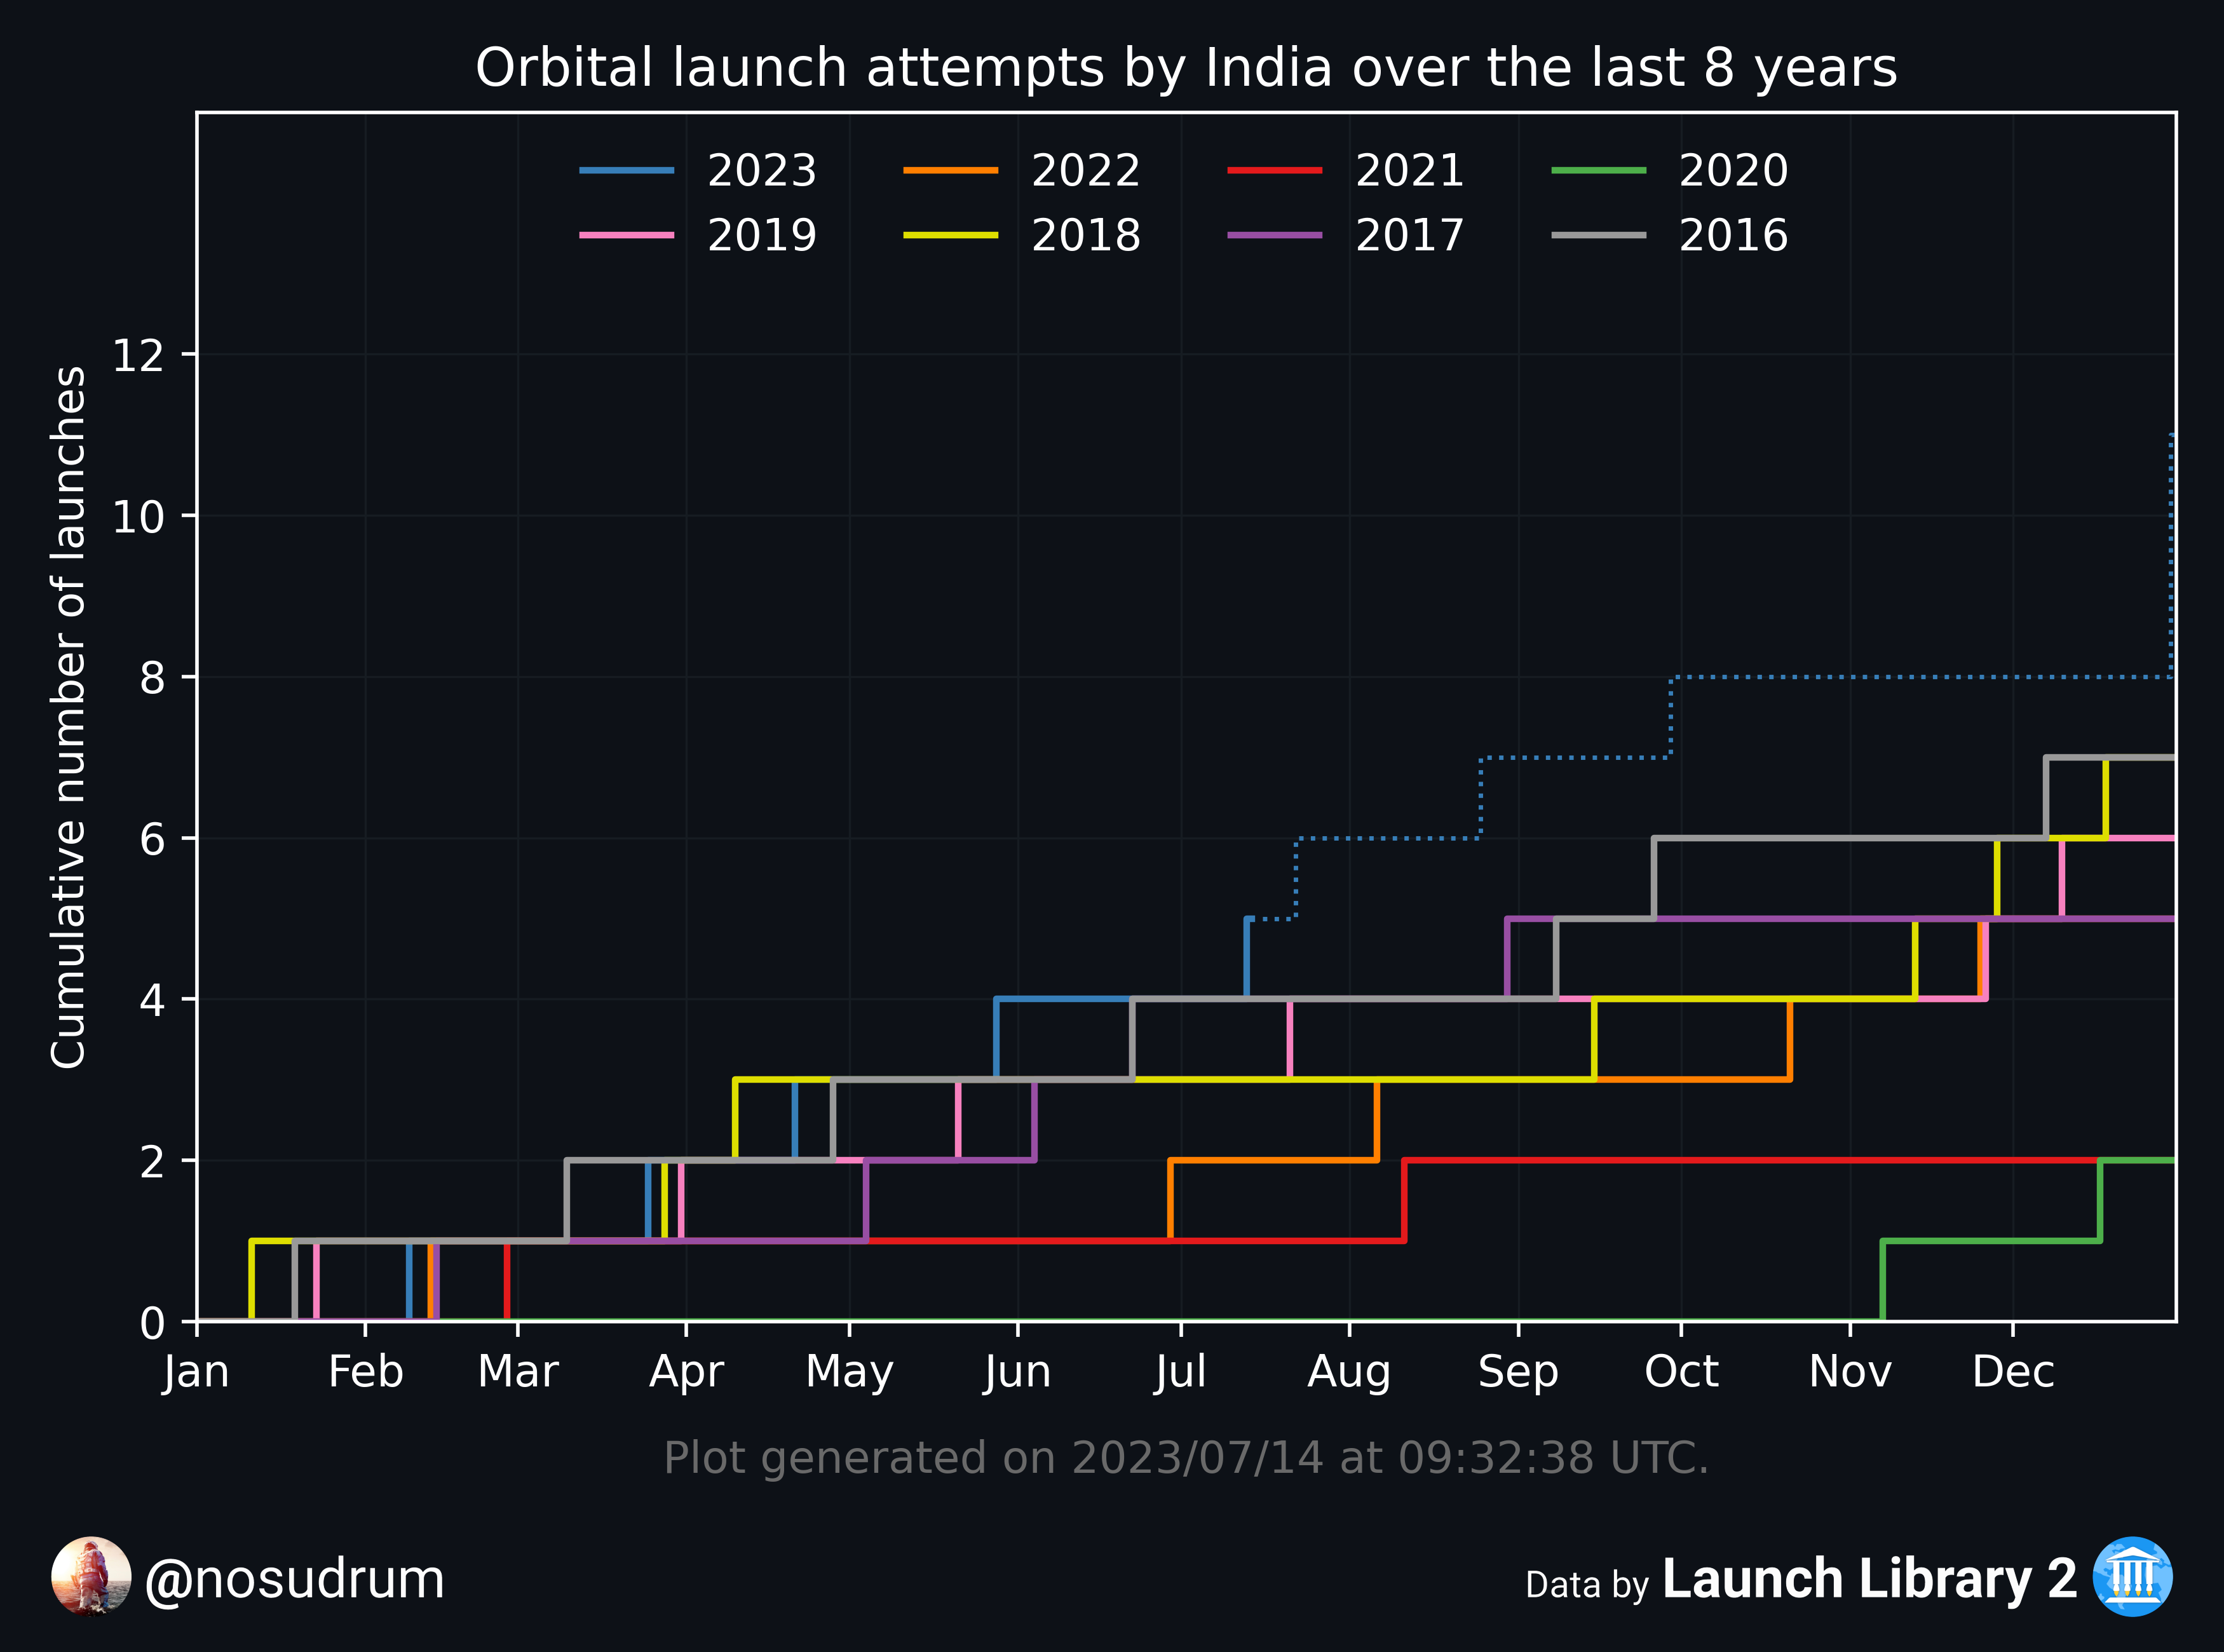 Orbital launch attempts by India over the last 8 years
2023 2022 2021 2020
2019 2018 2017 2016
Cumulative number of launches
12
10
8
6
4
2
0
Jan Feb Mar Apr May Jun Jul Aug Sep Oct Nov Dec
Plot generated on 2023/07/14 at 09:32:38 UTC.
@nosudrum
Data by Launch Library 2